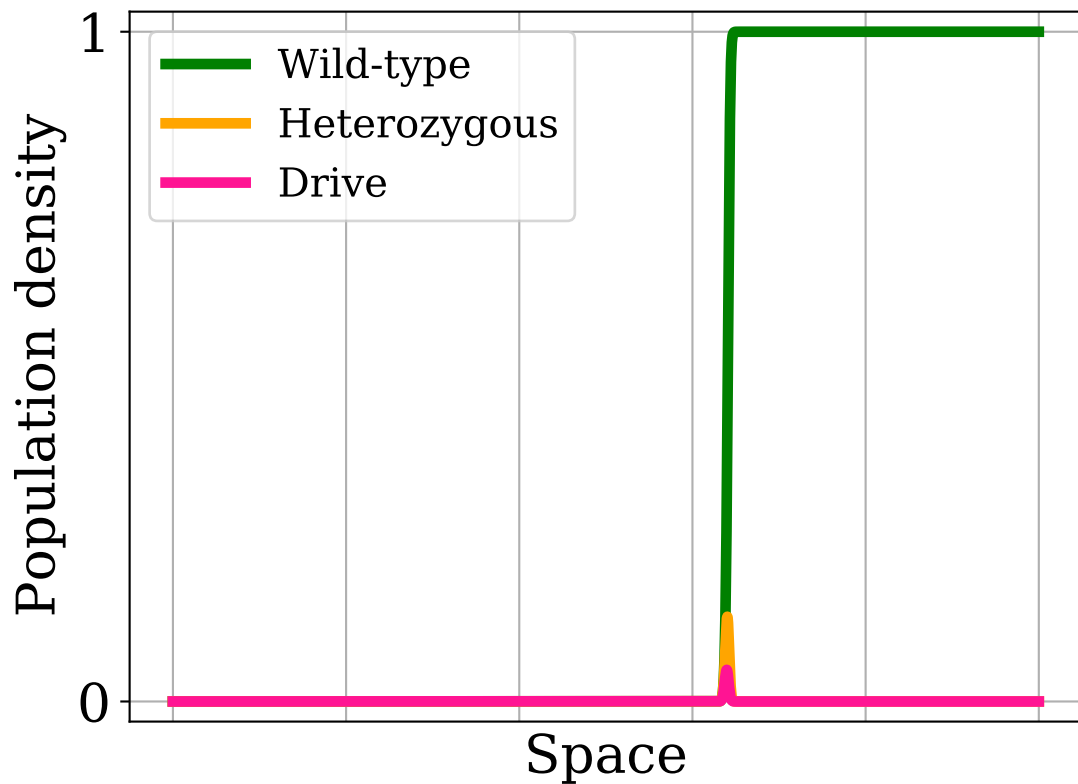 1
Wild-type
Heterozygous
Drive
Population density
0
Space